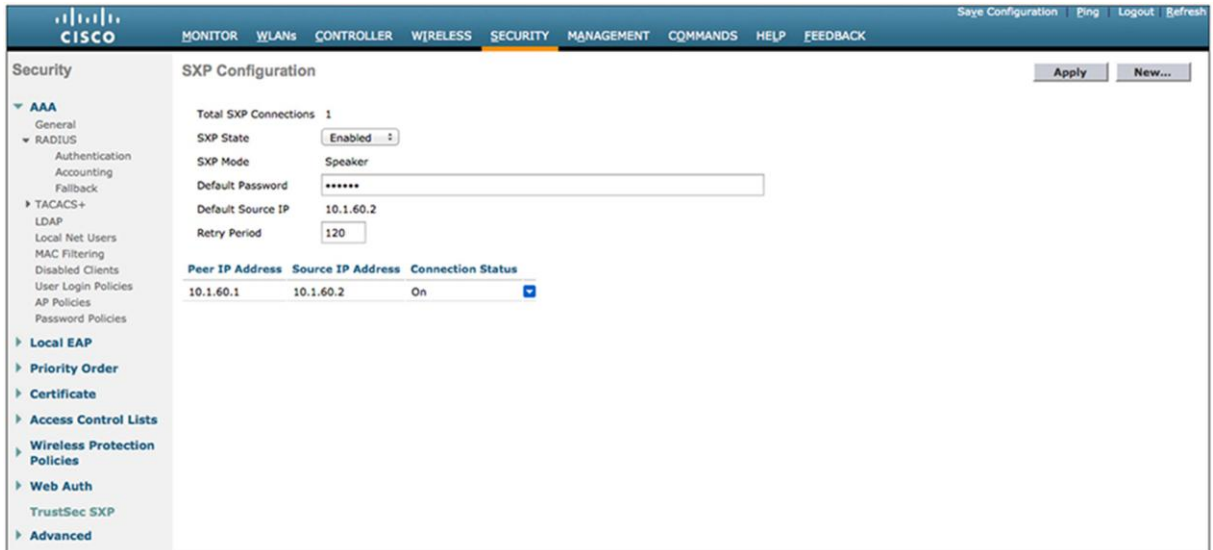 Save Configuration Ping Logout Refresh
CISCO
MONITOR WLANs CONTROLLER WIRELESS SECURITY MANAGEMENT COMMANDS HELP FEEDBACK
Security
AAA
General
RADIUS
Authentication
Accounting
Fallback
TACACS+
LDAP
Local Net Users
MAC Filtering
Disabled Clients
User Login Policies
AP Policies
Password Policies
Local EAP
Priority Order
Certificate
Access Control Lists
Wireless Protection
Policies
Web Auth
TrustSec SXP
Advanced
SXP Configuration
Apply New...
Total SXP Connections 1
SXP State Enabled
SXP Mode Speaker
Default Password ••••••
Default Source IP 10.1.60.2
Retry Period 120
Peer IP Address Source IP Address Connection Status
10.1.60.1 10.1.60.2 On